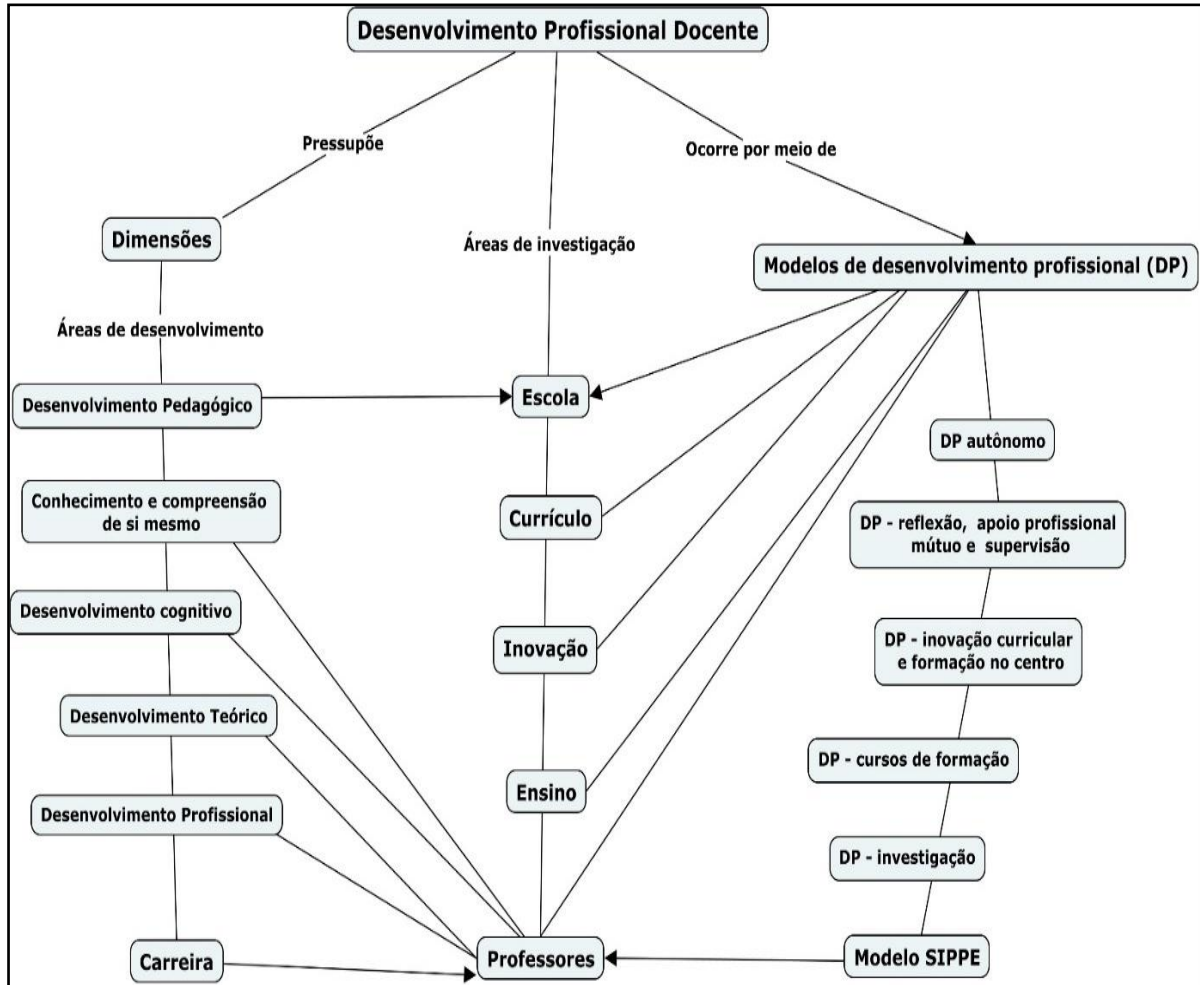 Desenvolvimento Profissional Docente
Pressupõe
Ocorre por meio de
Dimensões
Áreas de investigação
Modelos de desenvolvimento profissional (DP)
Áreas de desenvolvimento
Desenvolvimento Pedagógico
Escola
DP autônomo
Conhecimento e compreensão
de si mesmo
Currículo
DP - reflexão, apoio profissional
mútuo e supervisão
Desenvolvimento cognitivo
Inovação
DP - inovação curricular
e formação no centro
Desenvolvimento Teórico
DP - cursos de formação
Ensino
Desenvolvimento Profissional
DP - investigação
Carreira
Professores
Modelo SIPPE